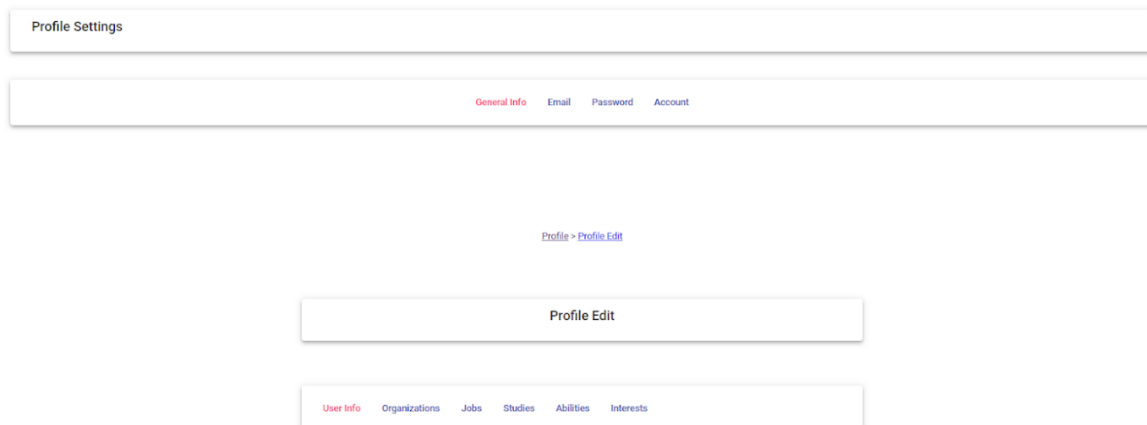 Profile Settings
General Info Email Password Account
Profile > Profile Edit
Profile Edit
User Info Organizations Jobs Studies Abilities Interests